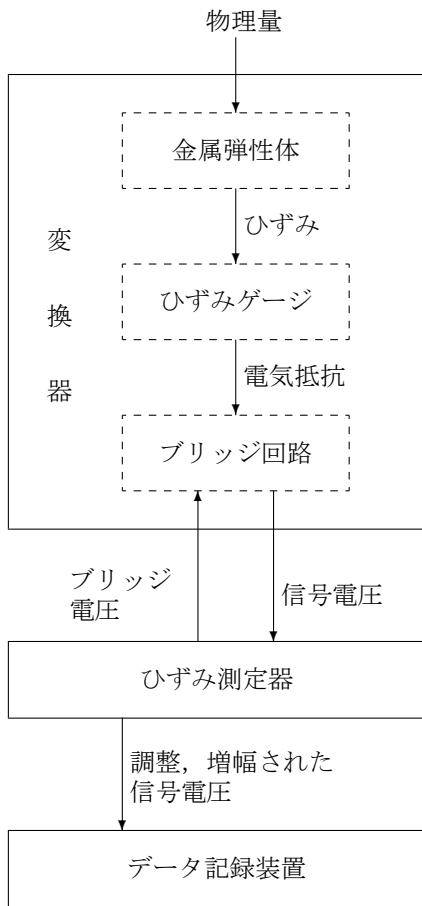 物理量
金属弾性体
ひずみ
変
換
器
ひずみゲージ
電気抵抗
ブリッジ回路
ブリッジ
電圧
信号電圧
ひずみ測定器
調整，増幅された
信号電圧
データ記録装置